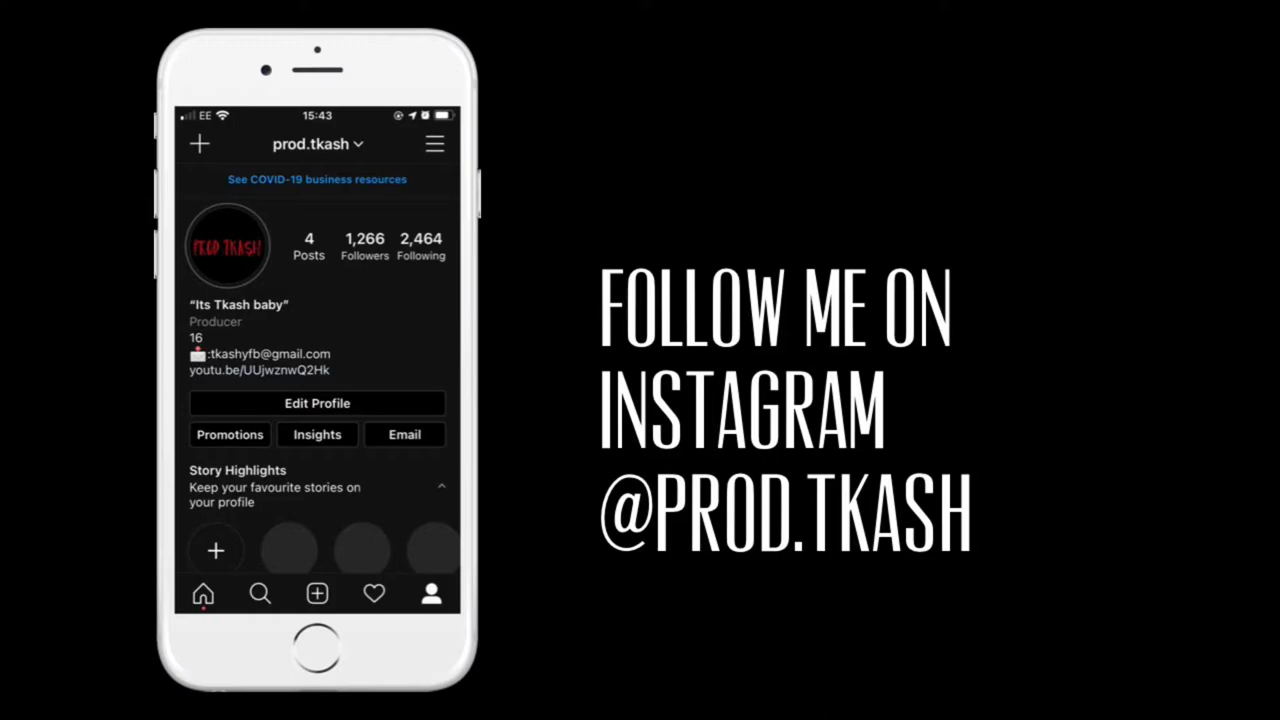 EE 15:43
prod.tkash
See COVID-19 business resources
PROD TKASH
4 1,266 2,464
Posts Followers Following
“Its Tkash baby”
Producer
16
:tkashyfb@gmail.com
youtu.be/UUjwznwQ2Hk
Edit Profile
Promotions Insights Email
Story Highlights
Keep your favourite stories on
your profile
FOLLOW ME ON
INSTAGRAM
@PROD.TKASH